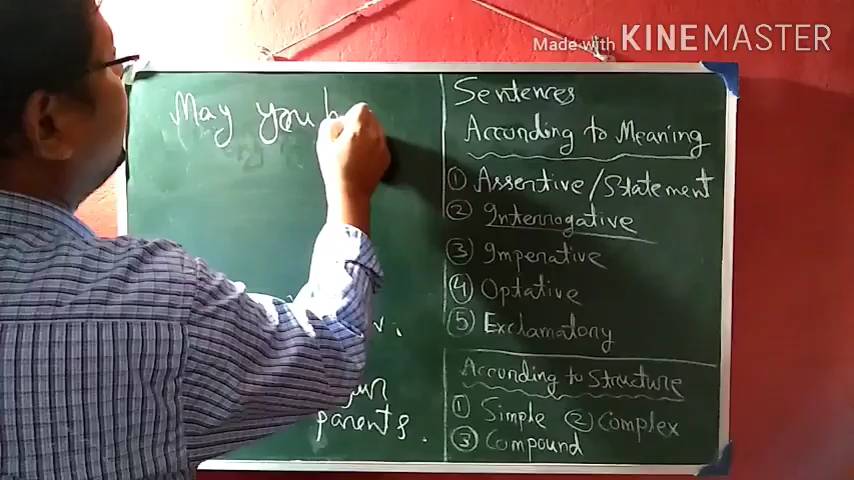 Made with KINEMASTER
May you
parents.
Sentences
According to Meaning
① Assertive/Statement
② Interrogative
③ Imperative
④ Optative
⑤ Exclamatory
According to Structure
① Simple ② Complex
③ Compound